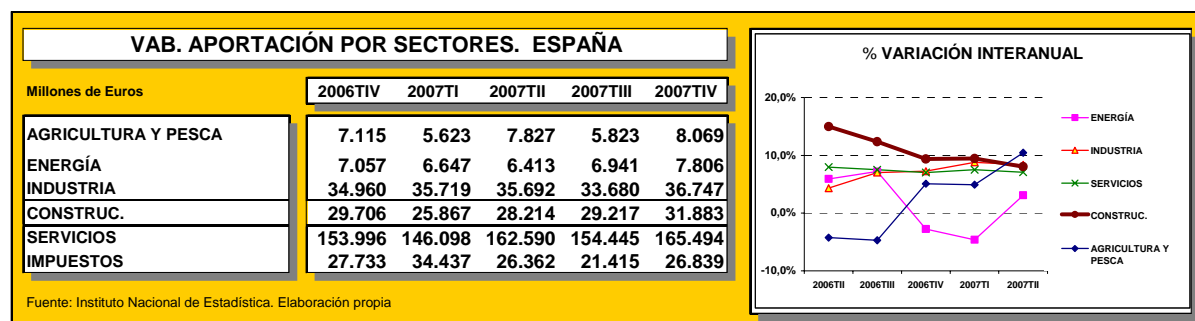 VAB. APORTACIÓN POR SECTORES. ESPAÑA
Millones de Euros 2006TIV 2007TI 2007TII 2007TIII 2007TIV
AGRICULTURA Y PESCA 7.115 5.623 7.827 5.823 8.069
ENERGÍA 7.057 6.647 6.413 6.941 7.806
INDUSTRIA 34.960 35.719 35.692 33.680 36.747
CONSTRUC. 29.706 25.867 28.214 29.217 31.883
SERVICIOS 153.996 146.098 162.590 154.445 165.494
IMPUESTOS 27.733 34.437 26.362 21.415 26.839
Fuente: Instituto Nacional de Estadística. Elaboración propia
% VARIACIÓN INTERANUAL
20,0%
10,0%
0,0%
-10,0%
2006TII 2006TIII 2006TIV 2007TI 2007TII
ENERGÍA
INDUSTRIA
SERVICIOS
CONSTRUC.
AGRICULTURA Y
PESCA